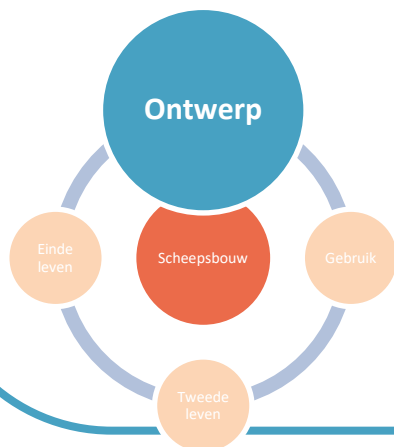 Ontwerp
Einde
leven
Scheepsbouw
Gebruik
Tweede
leven